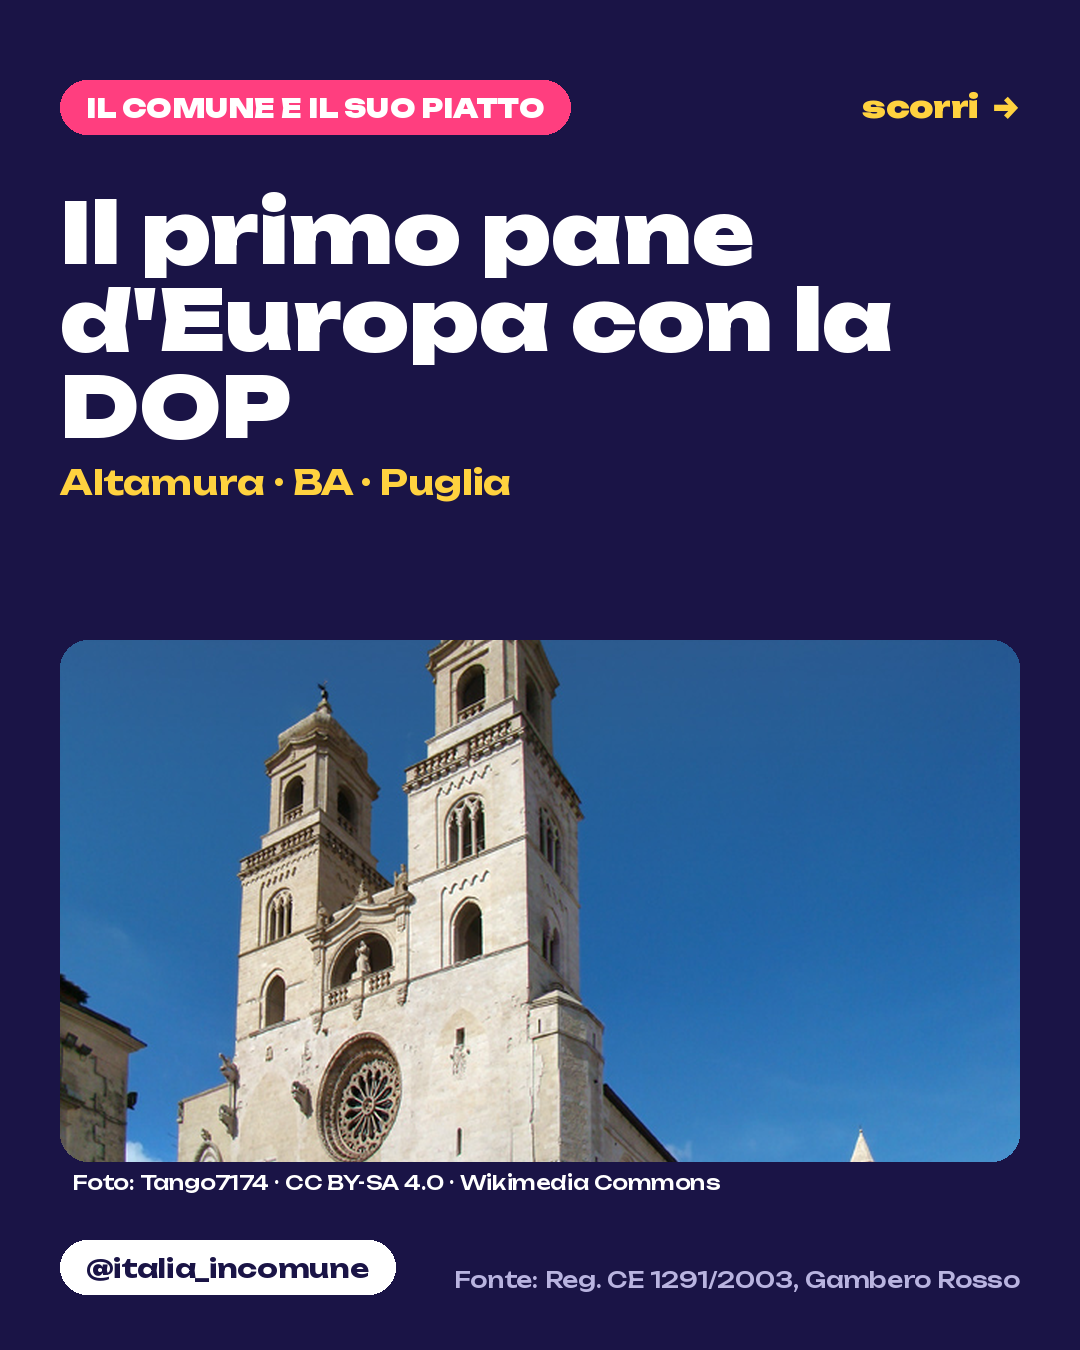 IL COMUNE E IL SUO PIATTO
scorri →
Il primo pane
d'Europa con la
DOP
Altamura · BA · Puglia
Foto: Tango7174 · CC BY-SA 4.0 · Wikimedia Commons
@italia_incomune
Fonte: Reg. CE 1291/2003, Gambero Rosso